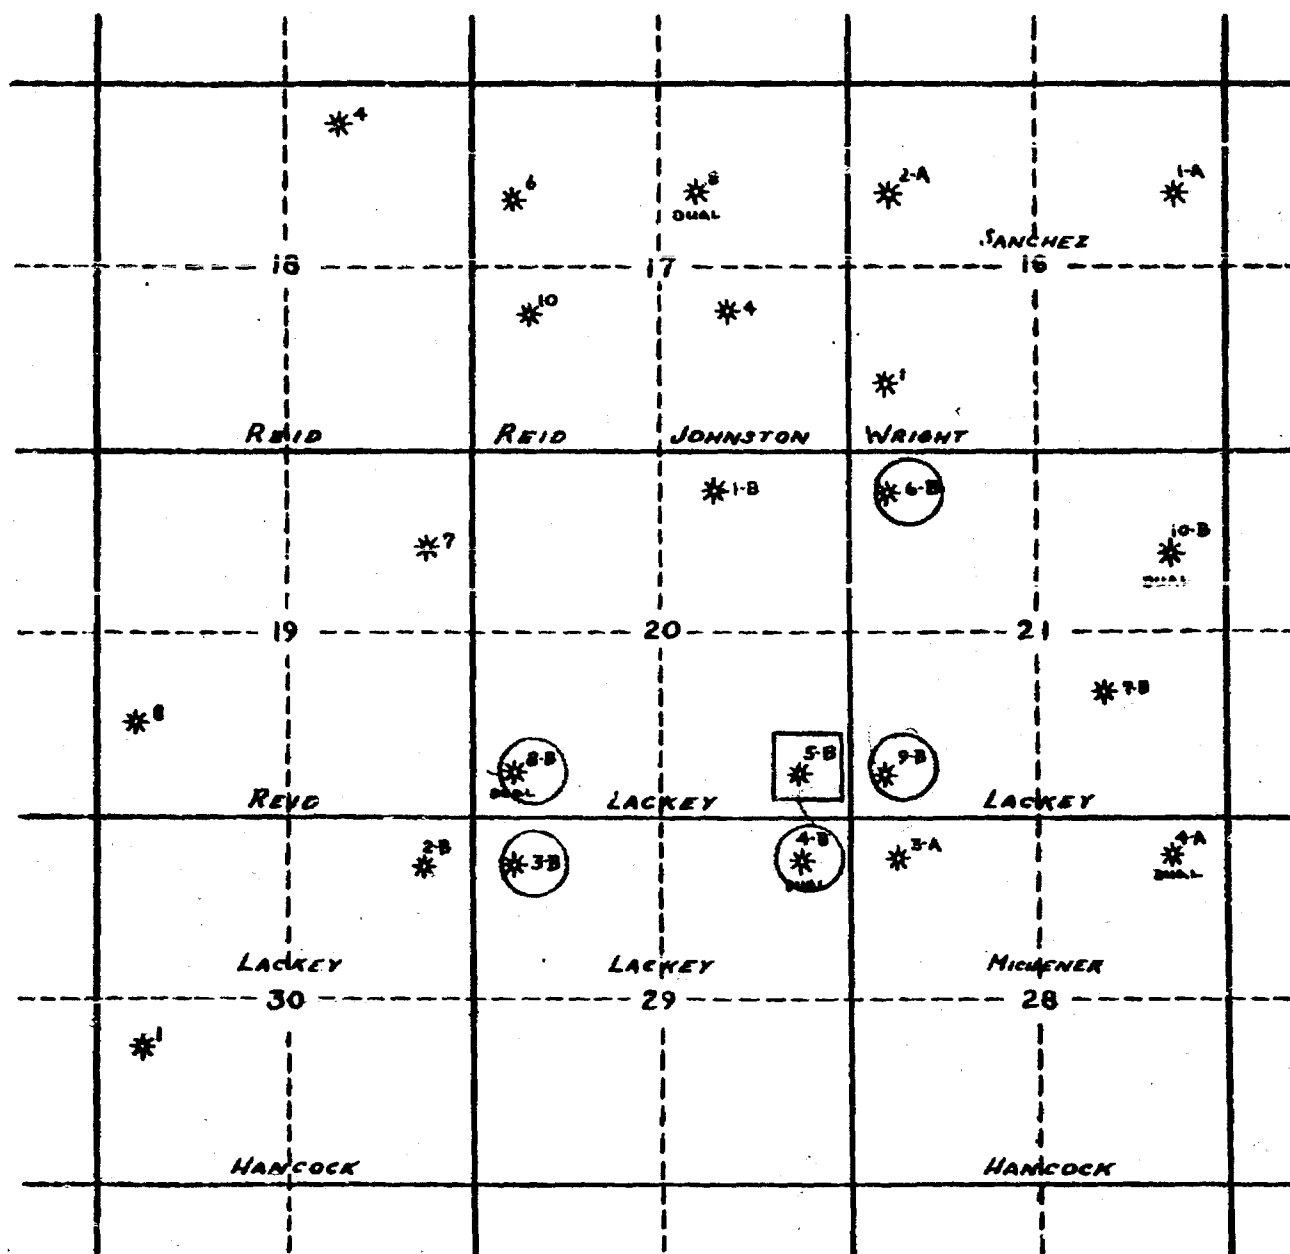 4
6
8
DUAL
2-A
1-A
SANCHEZ
18
17
16
10
4
1
REID
REID
JOHNSTON
WRIGHT
1-B
6-B
7
10-B
DUAL
19
20
21
7-B
8-B
DUAL
5-B
9-B
REID
LACKEY
LACKEY
2-B
3-B
4-B
DUAL
3-A
4-A
DUAL
LACKEY
LACKEY
MICHENER
30
29
28
1
HANCOCK
HANCOCK